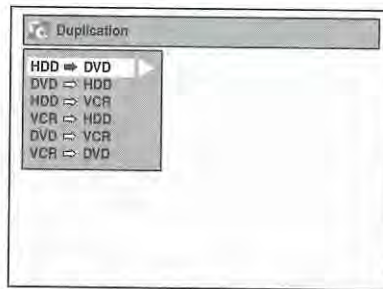 Duplication
HDD ⇨ DVD
DVD ⇨ HDD
HDD ⇨ VCR
VCR ⇨ HDD
DVD ⇨ VCR
VCR ⇨ DVD